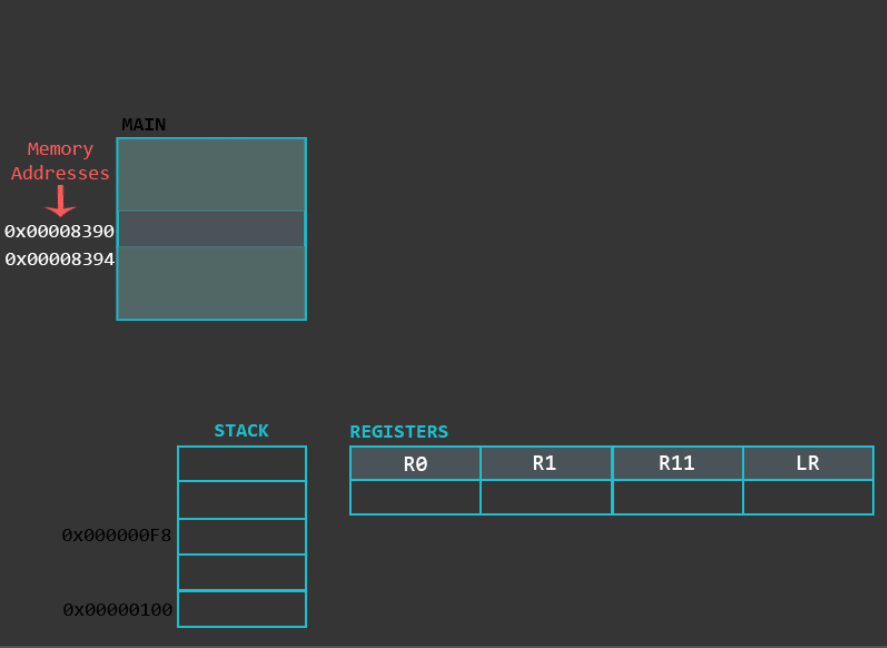 MAIN
Memory
Addresses
0x00008390
0x00008394
STACK
REGISTERS
R0 R1 R11 LR
0x000000F8
0x00000100